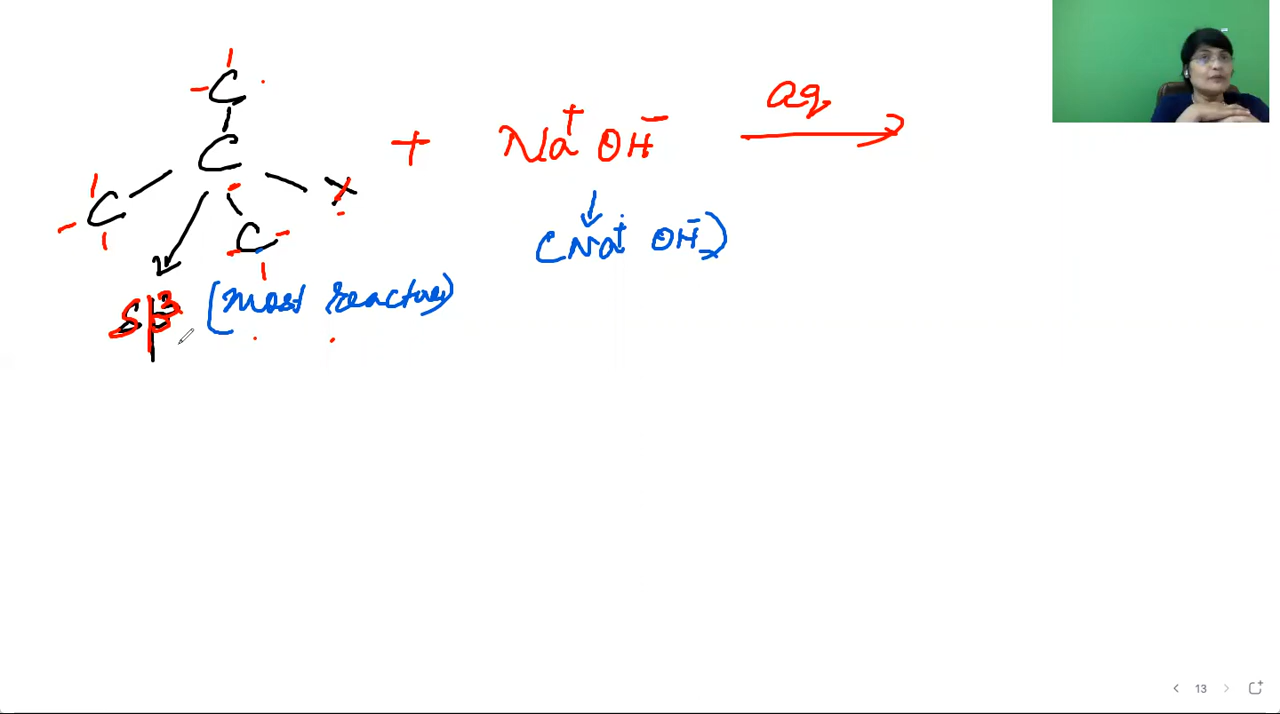 C
C + Na+ OH- aq
C X
C (Na+ OH-)
sp3 (most reactive)
13